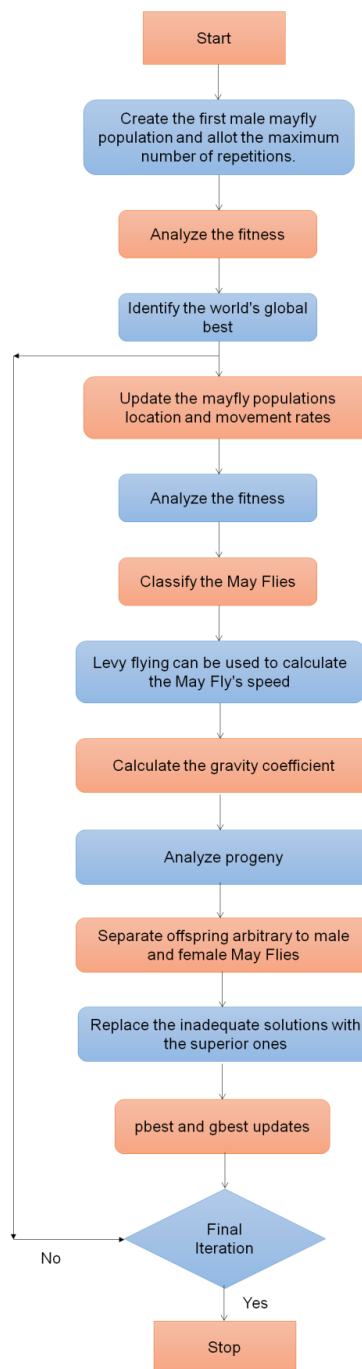 Start
Create the first male mayfly
population and allot the maximum
number of repetitions.
Analyze the fitness
Identify the world's global
best
Update the mayfly populations
location and movement rates
Analyze the fitness
Classify the May Flies
Levy flying can be used to calculate
the May Fly's speed
Calculate the gravity coefficient
Analyze progeny
Separate offspring arbitrary to male
and female May Flies
Replace the inadequate solutions with
the superior ones
pbest and gbest updates
Final
Iteration
No
Yes
Stop